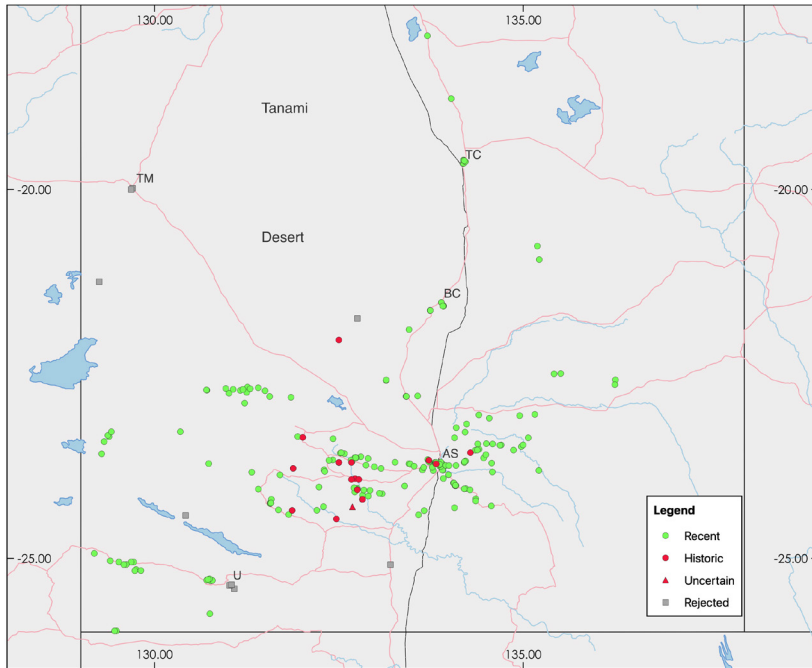 130.00
135.00
Tanami
TC
TM
-20.00
-20.00
Desert
BC
AS
Legend
Recent
-25.00
-25.00
Historic
U
Uncertain
Rejected
130.00
135.00